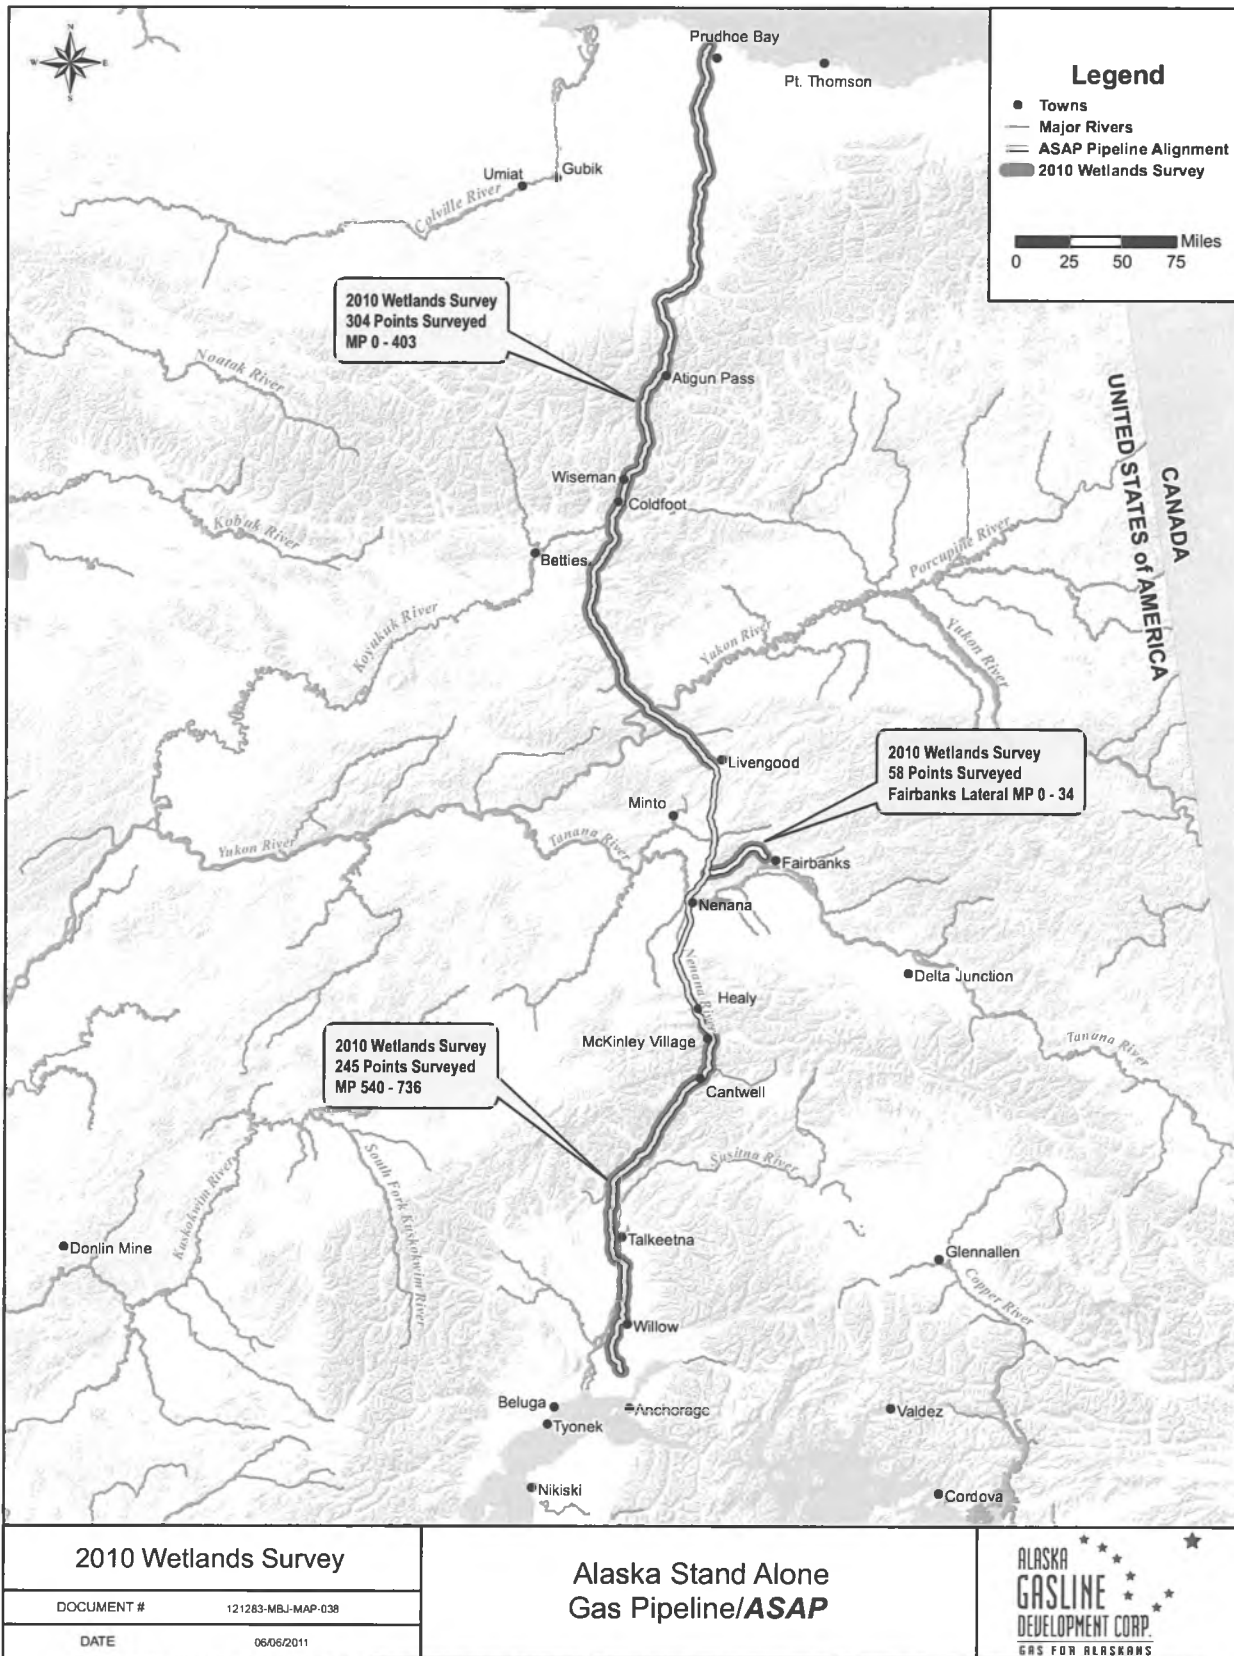 N
W
E
S
Prudhoe Bay
Pt. Thomson
Legend
Towns
Major Rivers
ASAP Pipeline Alignment
2010 Wetlands Survey
Miles
0 25 50 75
Umiat
Gubik
Colville River
2010 Wetlands Survey
304 Points Surveyed
MP 0 - 403
Noatak River
Atigun Pass
UNITED STATES of AMERICA
CANADA
Wiseman
Coldfoot
Kobuk River
Bettles
Porcupine River
Koyukuk River
Yukon River
Yukon River
Livengood
2010 Wetlands Survey
58 Points Surveyed
Fairbanks Lateral MP 0 - 34
Minto
Tanana River
Yukon River
Fairbanks
Nenana
Nenana River
Delta Junction
Healy
2010 Wetlands Survey
245 Points Surveyed
MP 540 - 736
McKinley Village
Tanana River
Cantwell
Susitna River
Kuskokwim River
South Fork Kuskokwim River
Talkeetna
Donlin Mine
Glennallen
Copper River
Willow
Beluga
Anchorage
Tyonek
Valdez
Nikiski
Cordova
2010 Wetlands Survey
DOCUMENT # 121283-MBJ-MAP-038
DATE 06/06/2011
Alaska Stand Alone
Gas Pipeline/ASAP
ALASKA
GASLINE
DEVELOPMENT CORP.
GAS FOR ALASKANS